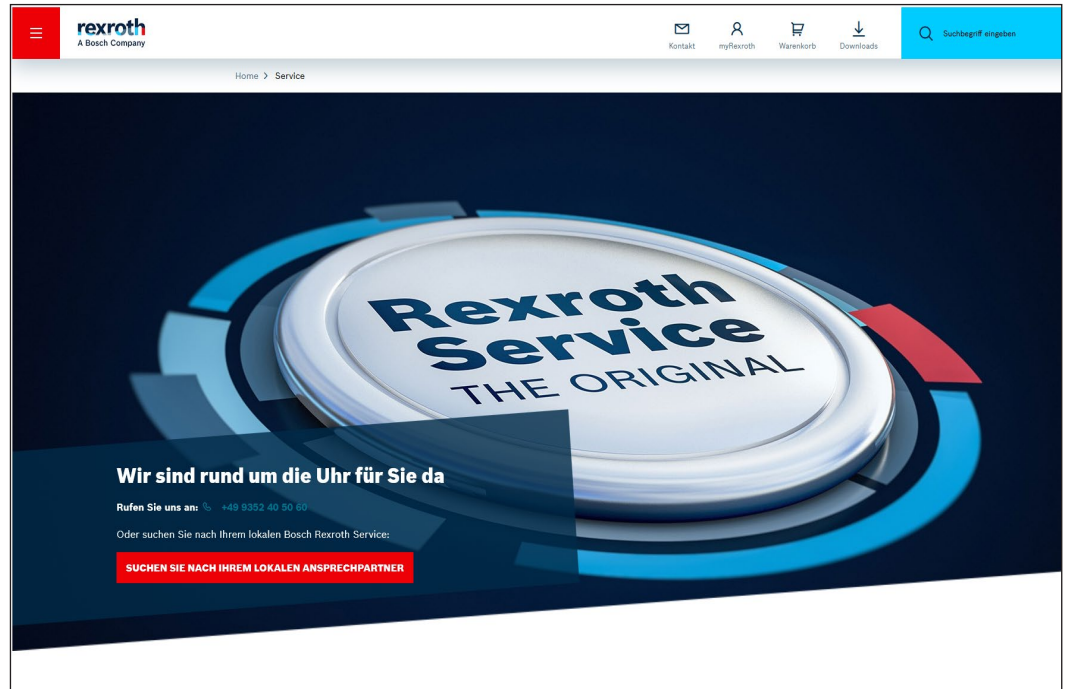 rexroth
A Bosch Company
Kontakt
myRexroth
Warenkorb
Downloads
Suchbegriff eingeben
Home > Service
Rexroth
Service
THE ORIGINAL
Wir sind rund um die Uhr für Sie da
Rufen Sie uns an: +49 9352 40 50 60
Oder suchen Sie nach Ihrem lokalen Bosch Rexroth Service:
SUCHEN SIE NACH IHREM LOKALEN ANSPRECHPARTNER